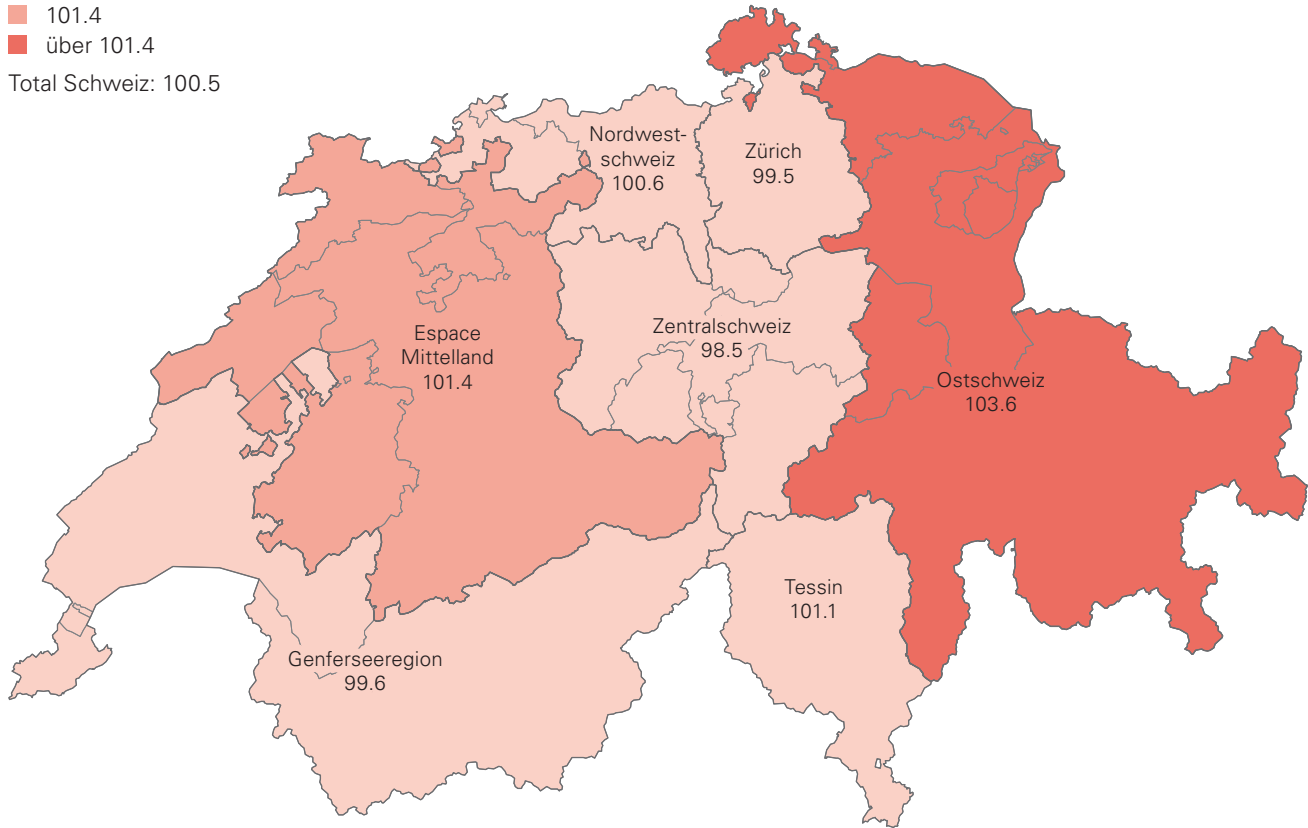 101.4
über 101.4
Total Schweiz: 100.5
Nordwest-
schweiz
100.6
Zürich
99.5
Espace
Mittelland
101.4
Zentralschweiz
98.5
Ostschweiz
103.6
Tessin
101.1
Genferseeregion
99.6